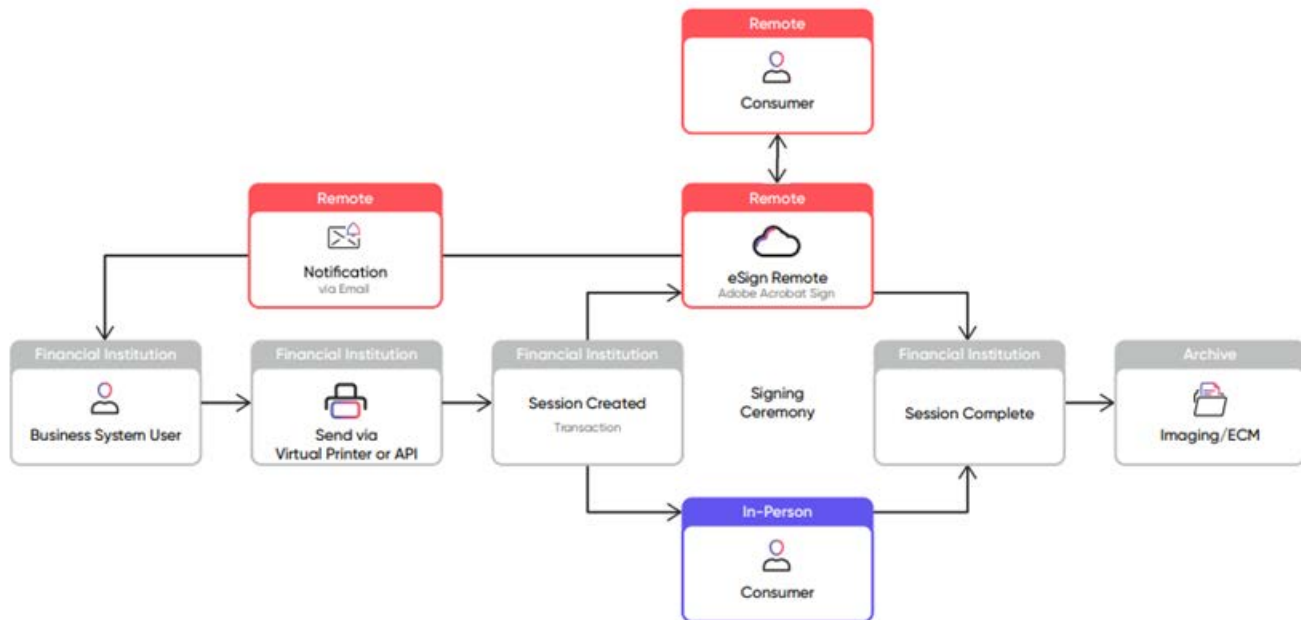 Remote
Consumer
Remote
Notification
via Email
Remote
eSign Remote
Adobe Acrobat Sign
Financial Institution
Business System User
Financial Institution
Send via
Virtual Printer or API
Financial Institution
Session Created
Transaction
Signing
Ceremony
Financial Institution
Session Complete
Archive
Imaging/ECM
In-Person
Consumer